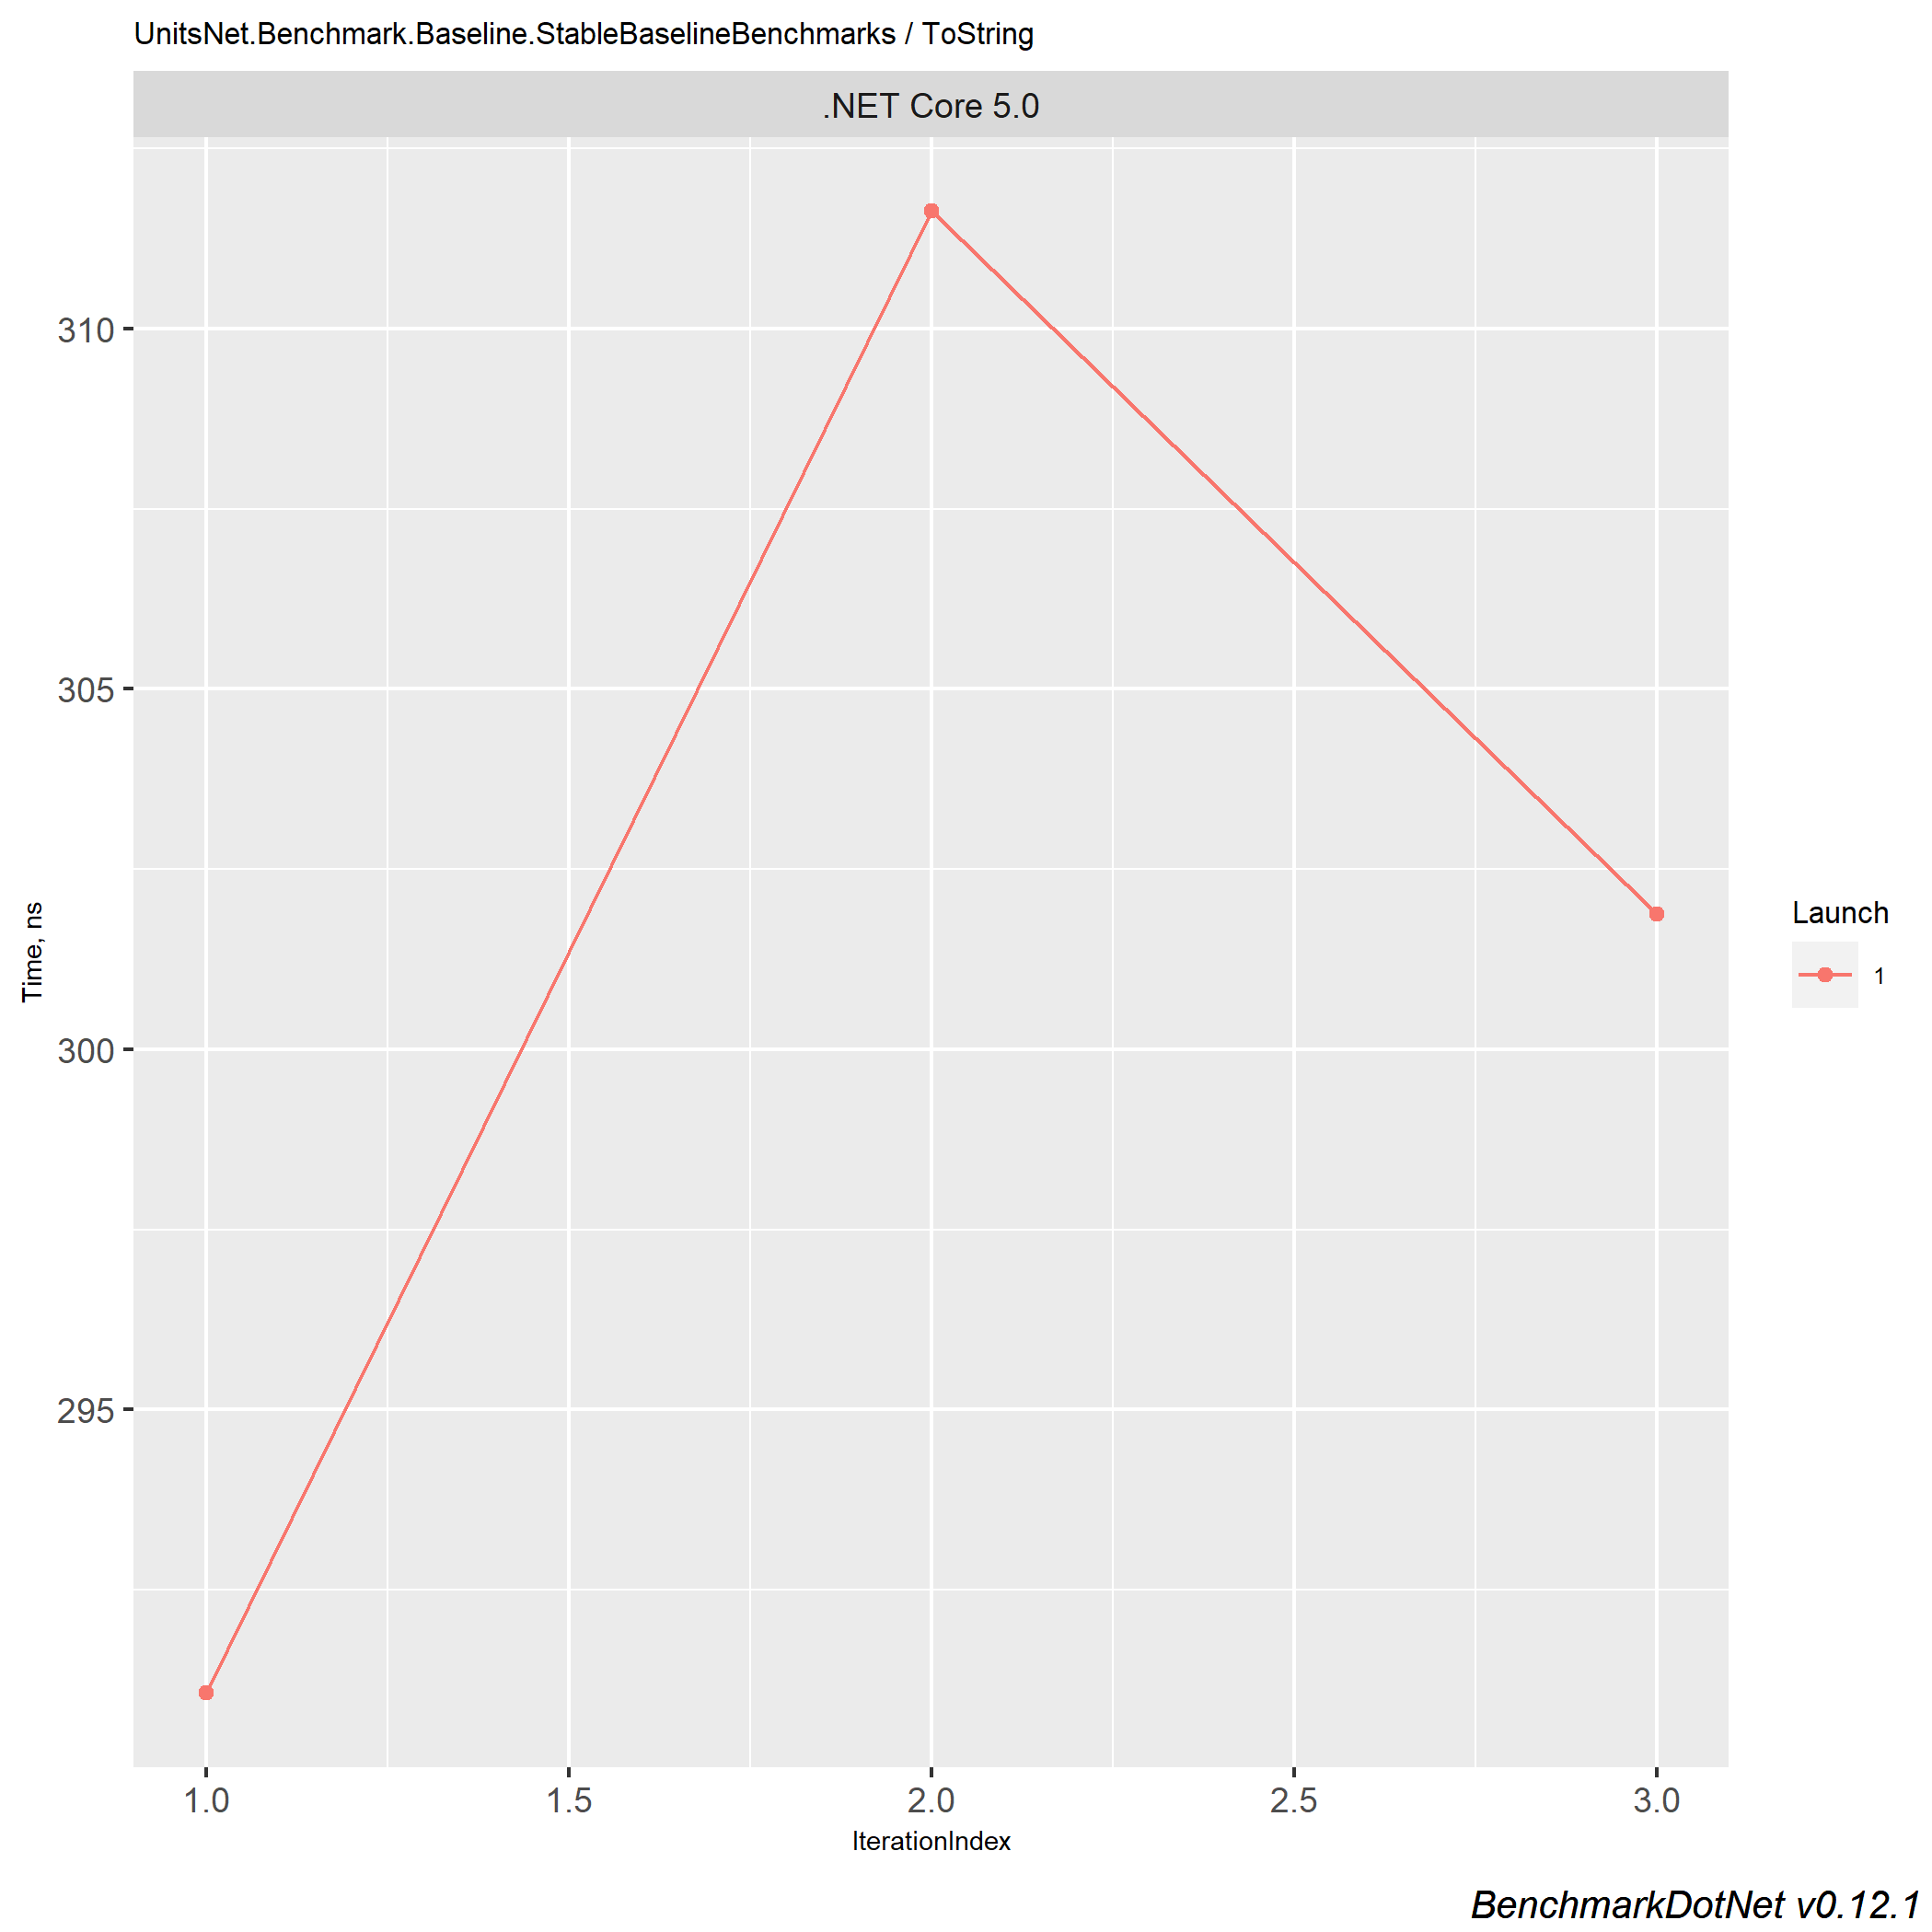 UnitsNet.Benchmark.Baseline.StableBaselineBenchmarks / ToString
.NET Core 5.0
310
305
300
295
Time, ns
1.0 1.5 2.0 2.5 3.0
IterationIndex
Launch
1
BenchmarkDotNet v0.12.1